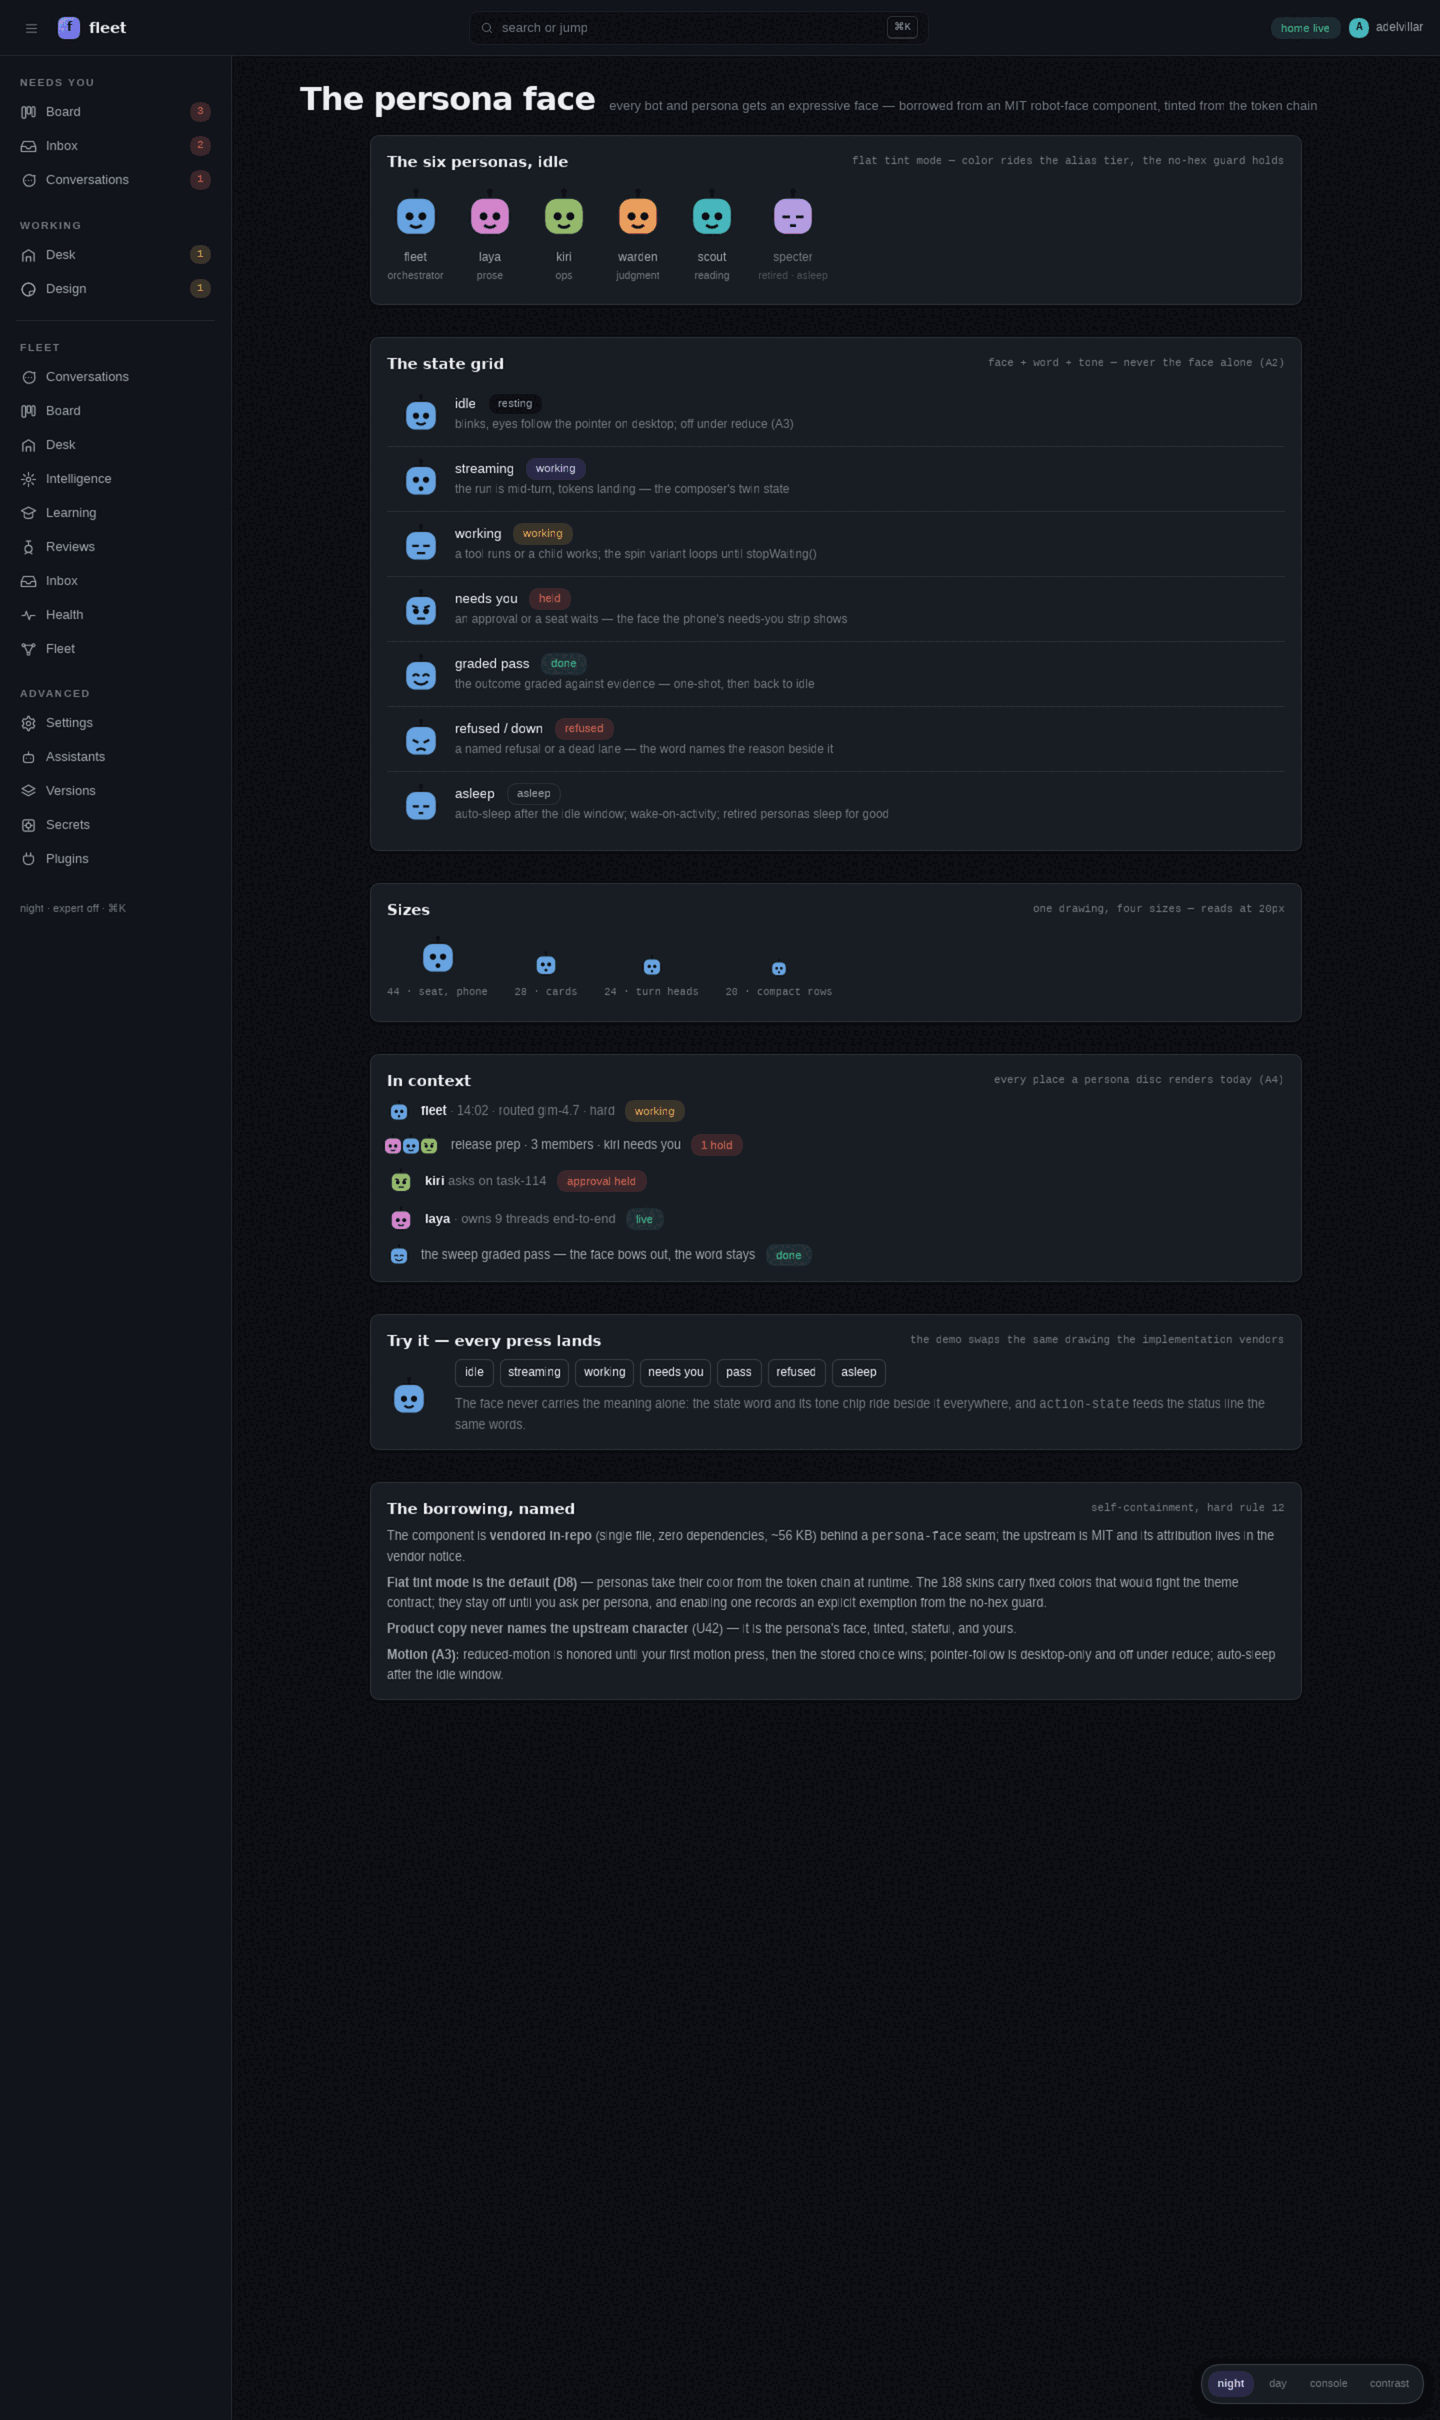 f fleet
search or jump
⌘K
home live
A adelvillar
NEEDS YOU
Board 3
Inbox 2
Conversations 1
WORKING
Desk 1
Design 1
FLEET
Conversations
Board
Desk
Intelligence
Learning
Reviews
Inbox
Health
Fleet
ADVANCED
Settings
Assistants
Versions
Secrets
Plugins
night · expert off · ⌘K
The persona face every bot and persona gets an expressive face — borrowed from an MIT robot-face component, tinted from the token chain
The six personas, idle
flat tint mode — color rides the alias tier, the no-hex guard holds
fleet laya kiri warden scout specter
orchestrator prose ops judgment reading retired · asleep
The state grid
face + word + tone — never the face alone (A2)
idle resting
blinks, eyes follow the pointer on desktop; off under reduce (A3)
streaming working
the run is mid-turn, tokens landing — the composer's twin state
working working
a tool runs or a child works; the spin variant loops until stopWaiting()
needs you held
an approval or a seat waits — the face the phone's needs-you strip shows
graded pass done
the outcome graded against evidence — one-shot, then back to idle
refused / down refused
a named refusal or a dead lane — the word names the reason beside it
asleep asleep
auto-sleep after the idle window; wake-on-activity; retired personas sleep for good
Sizes
one drawing, four sizes — reads at 20px
44 · seat, phone 28 · cards 24 · turn heads 20 · compact rows
In context
every place a persona disc renders today (A4)
fleet · 14:02 · routed glm-4.7 · hard working
release prep · 3 members · kiri needs you 1 hold
kiri asks on task-114 approval held
laya · owns 9 threads end-to-end live
the sweep graded pass — the face bows out, the word stays done
Try it — every press lands
the demo swaps the same drawing the implementation vendors
idle streaming working needs you pass refused asleep
The face never carries the meaning alone: the state word and its tone chip ride beside it everywhere, and action-state feeds the status line the
same words.
The borrowing, named
self-containment, hard rule 12
The component is vendored in-repo (single file, zero dependencies, ~56 KB) behind a persona-face seam; the upstream is MIT and its attribution lives in the
vendor notice.
Flat tint mode is the default (D8) — personas take their color from the token chain at runtime. The 188 skins carry fixed colors that would fight the theme
contract; they stay off until you ask per persona, and enabling one records an explicit exemption from the no-hex guard.
Product copy never names the upstream character (U42) — it is the persona's face, tinted, stateful, and yours.
Motion (A3): reduced-motion is honored until your first motion press, then the stored choice wins; pointer-follow is desktop-only and off under reduce; auto-sleep
after the idle window.
night day console contrast